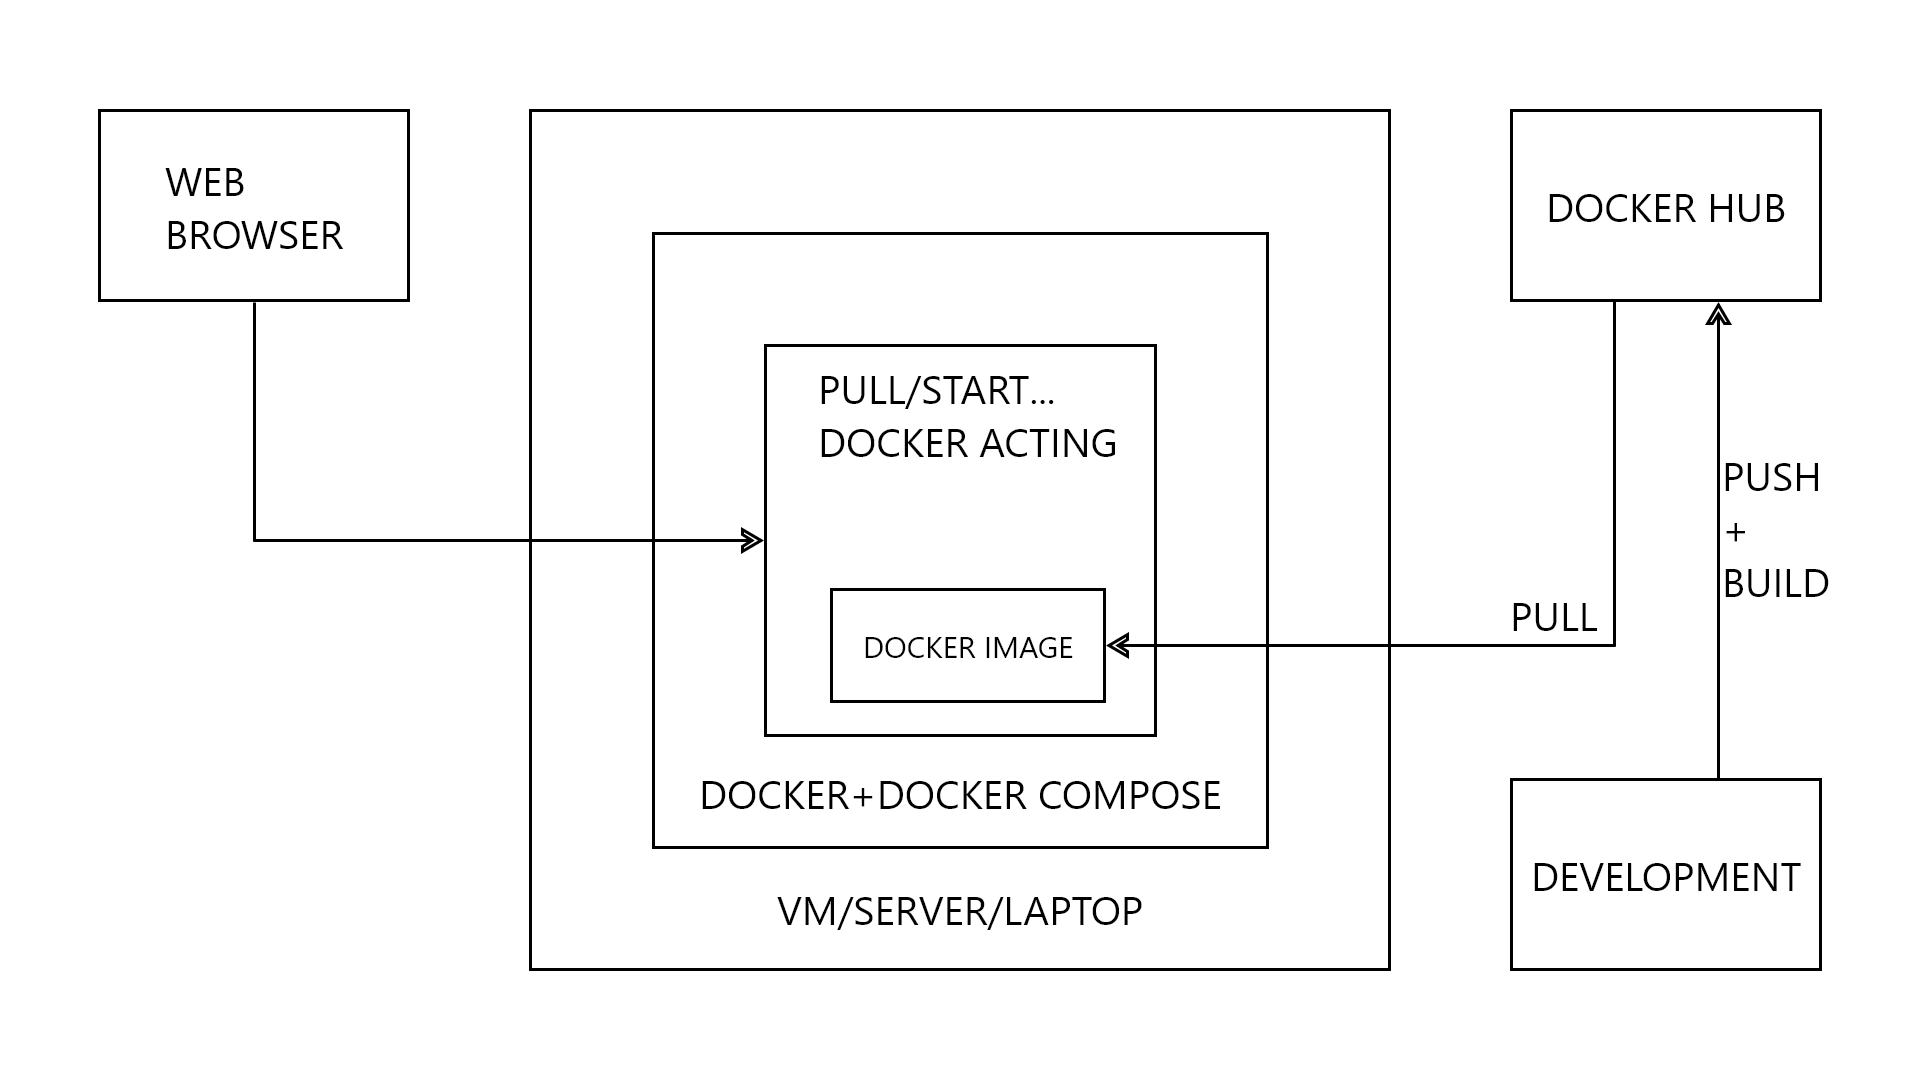 WEB
BROWSER
DOCKER HUB
PULL/START...
DOCKER ACTING
PUSH
+
BUILD
PULL
DOCKER IMAGE
DOCKER+DOCKER COMPOSE
DEVELOPMENT
VM/SERVER/LAPTOP